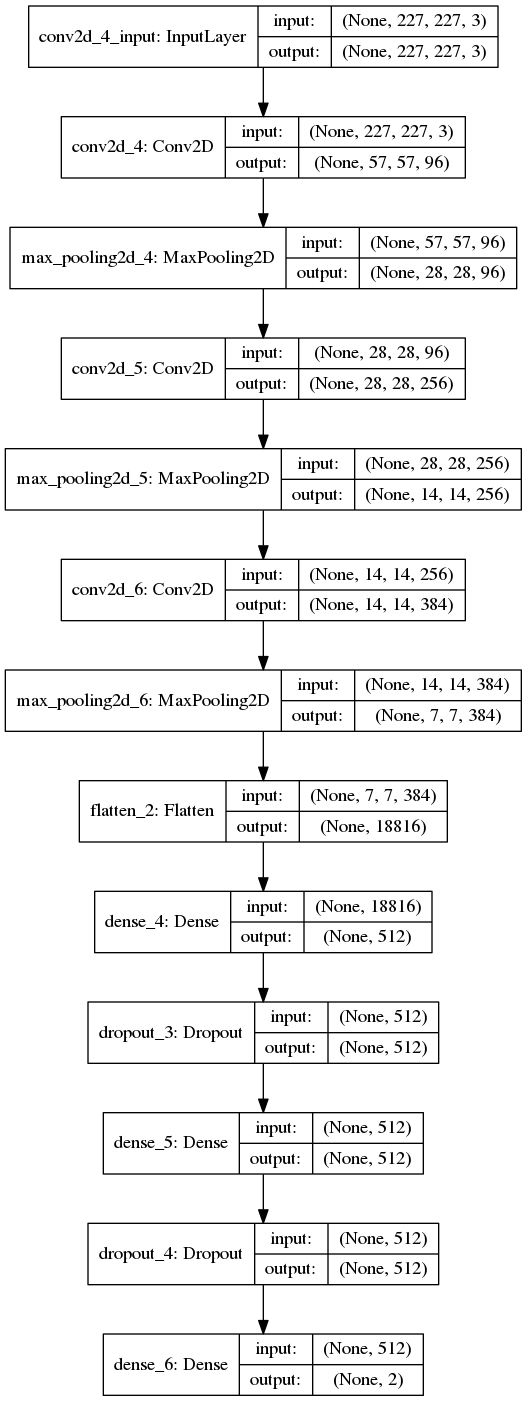 conv2d_4_input: InputLayer
input: (None, 227, 227, 3)
output: (None, 227, 227, 3)
conv2d_4: Conv2D
input: (None, 227, 227, 3)
output: (None, 57, 57, 96)
max_pooling2d_4: MaxPooling2D
input: (None, 57, 57, 96)
output: (None, 28, 28, 96)
conv2d_5: Conv2D
input: (None, 28, 28, 96)
output: (None, 28, 28, 256)
max_pooling2d_5: MaxPooling2D
input: (None, 28, 28, 256)
output: (None, 14, 14, 256)
conv2d_6: Conv2D
input: (None, 14, 14, 256)
output: (None, 14, 14, 384)
max_pooling2d_6: MaxPooling2D
input: (None, 14, 14, 384)
output: (None, 7, 7, 384)
flatten_2: Flatten
input: (None, 7, 7, 384)
output: (None, 18816)
dense_4: Dense
input: (None, 18816)
output: (None, 512)
dropout_3: Dropout
input: (None, 512)
output: (None, 512)
dense_5: Dense
input: (None, 512)
output: (None, 512)
dropout_4: Dropout
input: (None, 512)
output: (None, 512)
dense_6: Dense
input: (None, 512)
output: (None, 2)